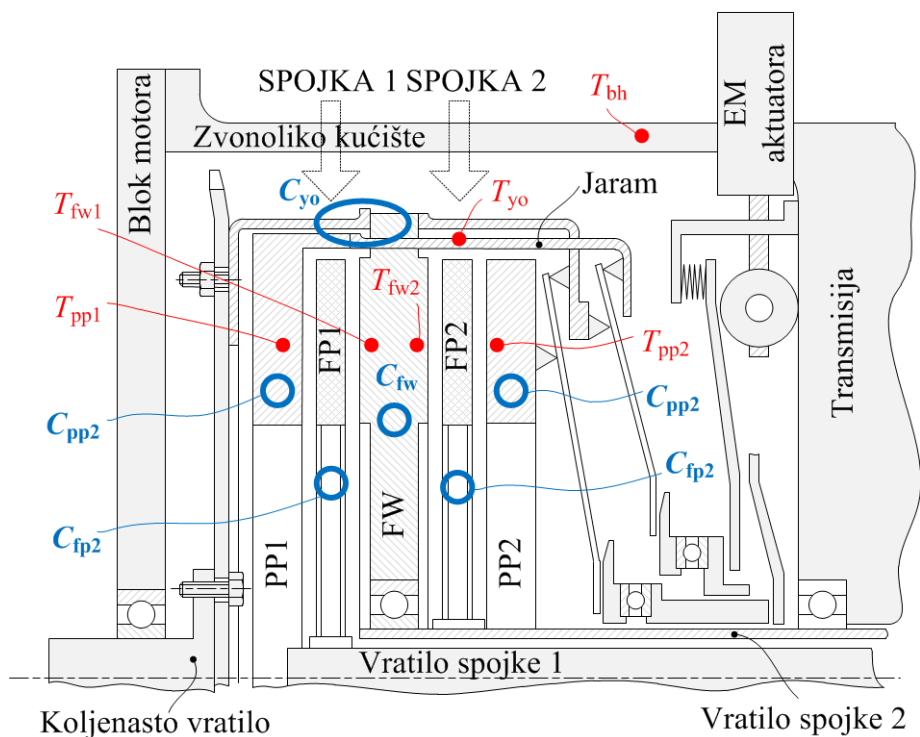 SPOJKA 1 SPOJKA 2
EM
aktuatora
Blok motora
T_bh
Zvonoliko kućište
C_yo
Jaram
T_fw1
T_yo
T_fw2
T_pp1
FP1
FP2
T_pp2
C_fw
C_pp2
C_pp2
Transmisija
C_fp2
C_fp2
FW
PP1
PP2
Vratilo spojke 1
Koljenasto vratilo
Vratilo spojke 2